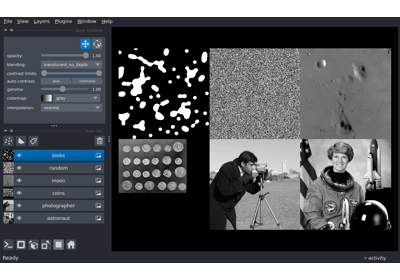 File View Layers Plugins Window Help
opacity: 1.00
blending: translucent_no_depth
contrast limits:
auto-contrast: once continuous
gamma: 1.00
colormap: gray
interpolation: nearest
blobs
random
moon
coins
photographer
astronaut
Ready activity